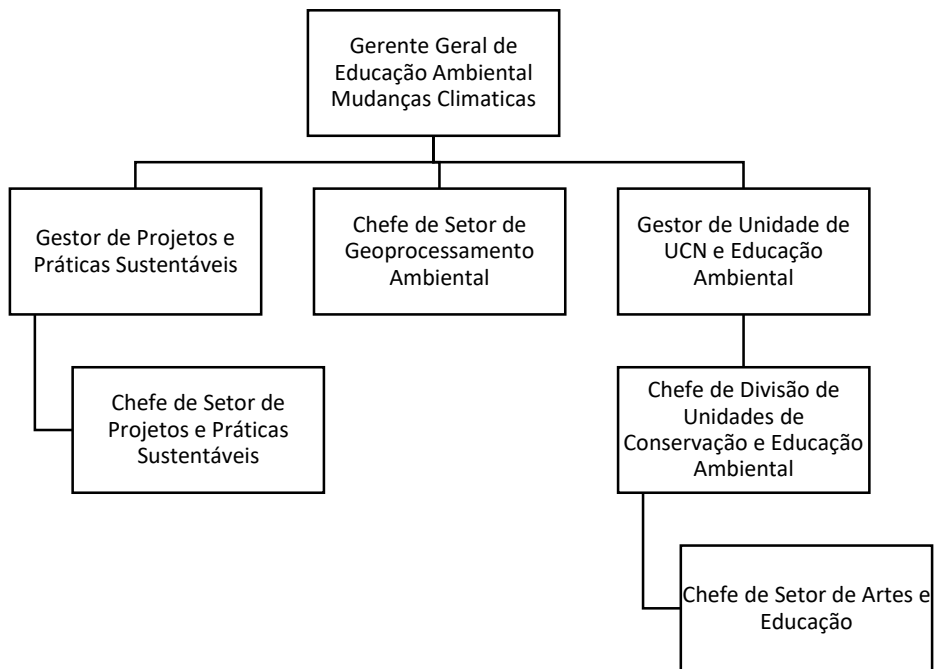 Gerente Geral de
Educação Ambiental
Mudanças Climaticas
Gestor de Projetos e
Práticas Sustentáveis
Chefe de Setor de
Geoprocessamento
Ambiental
Gestor de Unidade de
UCN e Educação
Ambiental
Chefe de Setor de
Projetos e Práticas
Sustentáveis
Chefe de Divisão de
Unidades de
Conservação e Educação
Ambiental
Chefe de Setor de Artes e
Educação